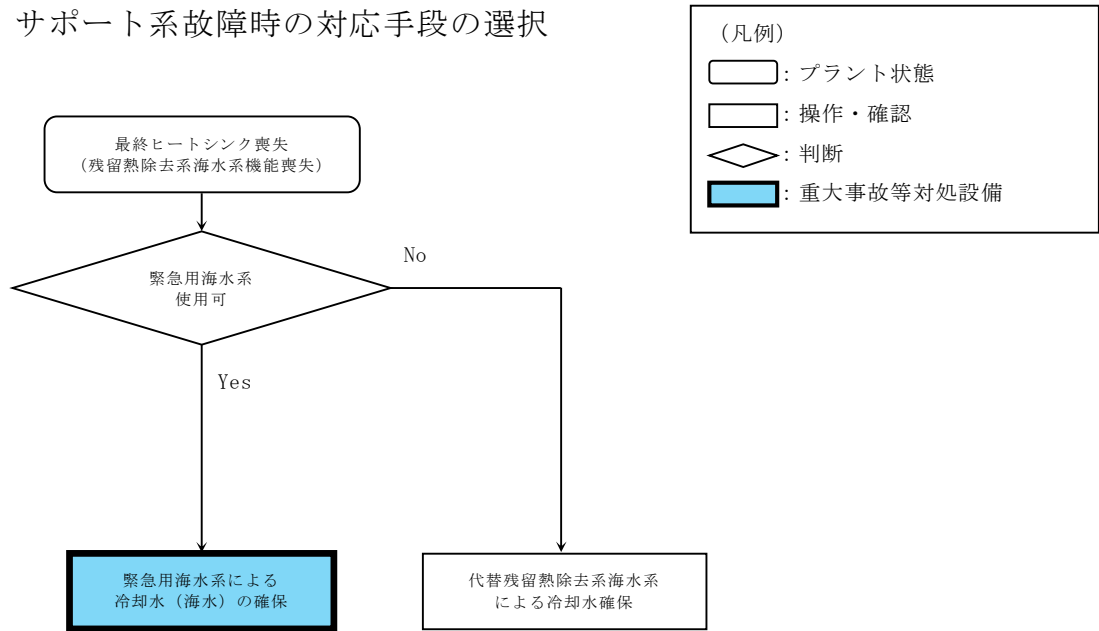 サポート系故障時の対応手段の選択
(凡例)
:プラント状態
:操作・確認
:判断
:重大事故等対処設備
最終ヒートシンク喪失
(残留熱除去系海水系機能喪失)
緊急用海水系
使用可
No
Yes
緊急用海水系による
冷却水(海水)の確保
代替残留熱除去系海水系
による冷却水確保